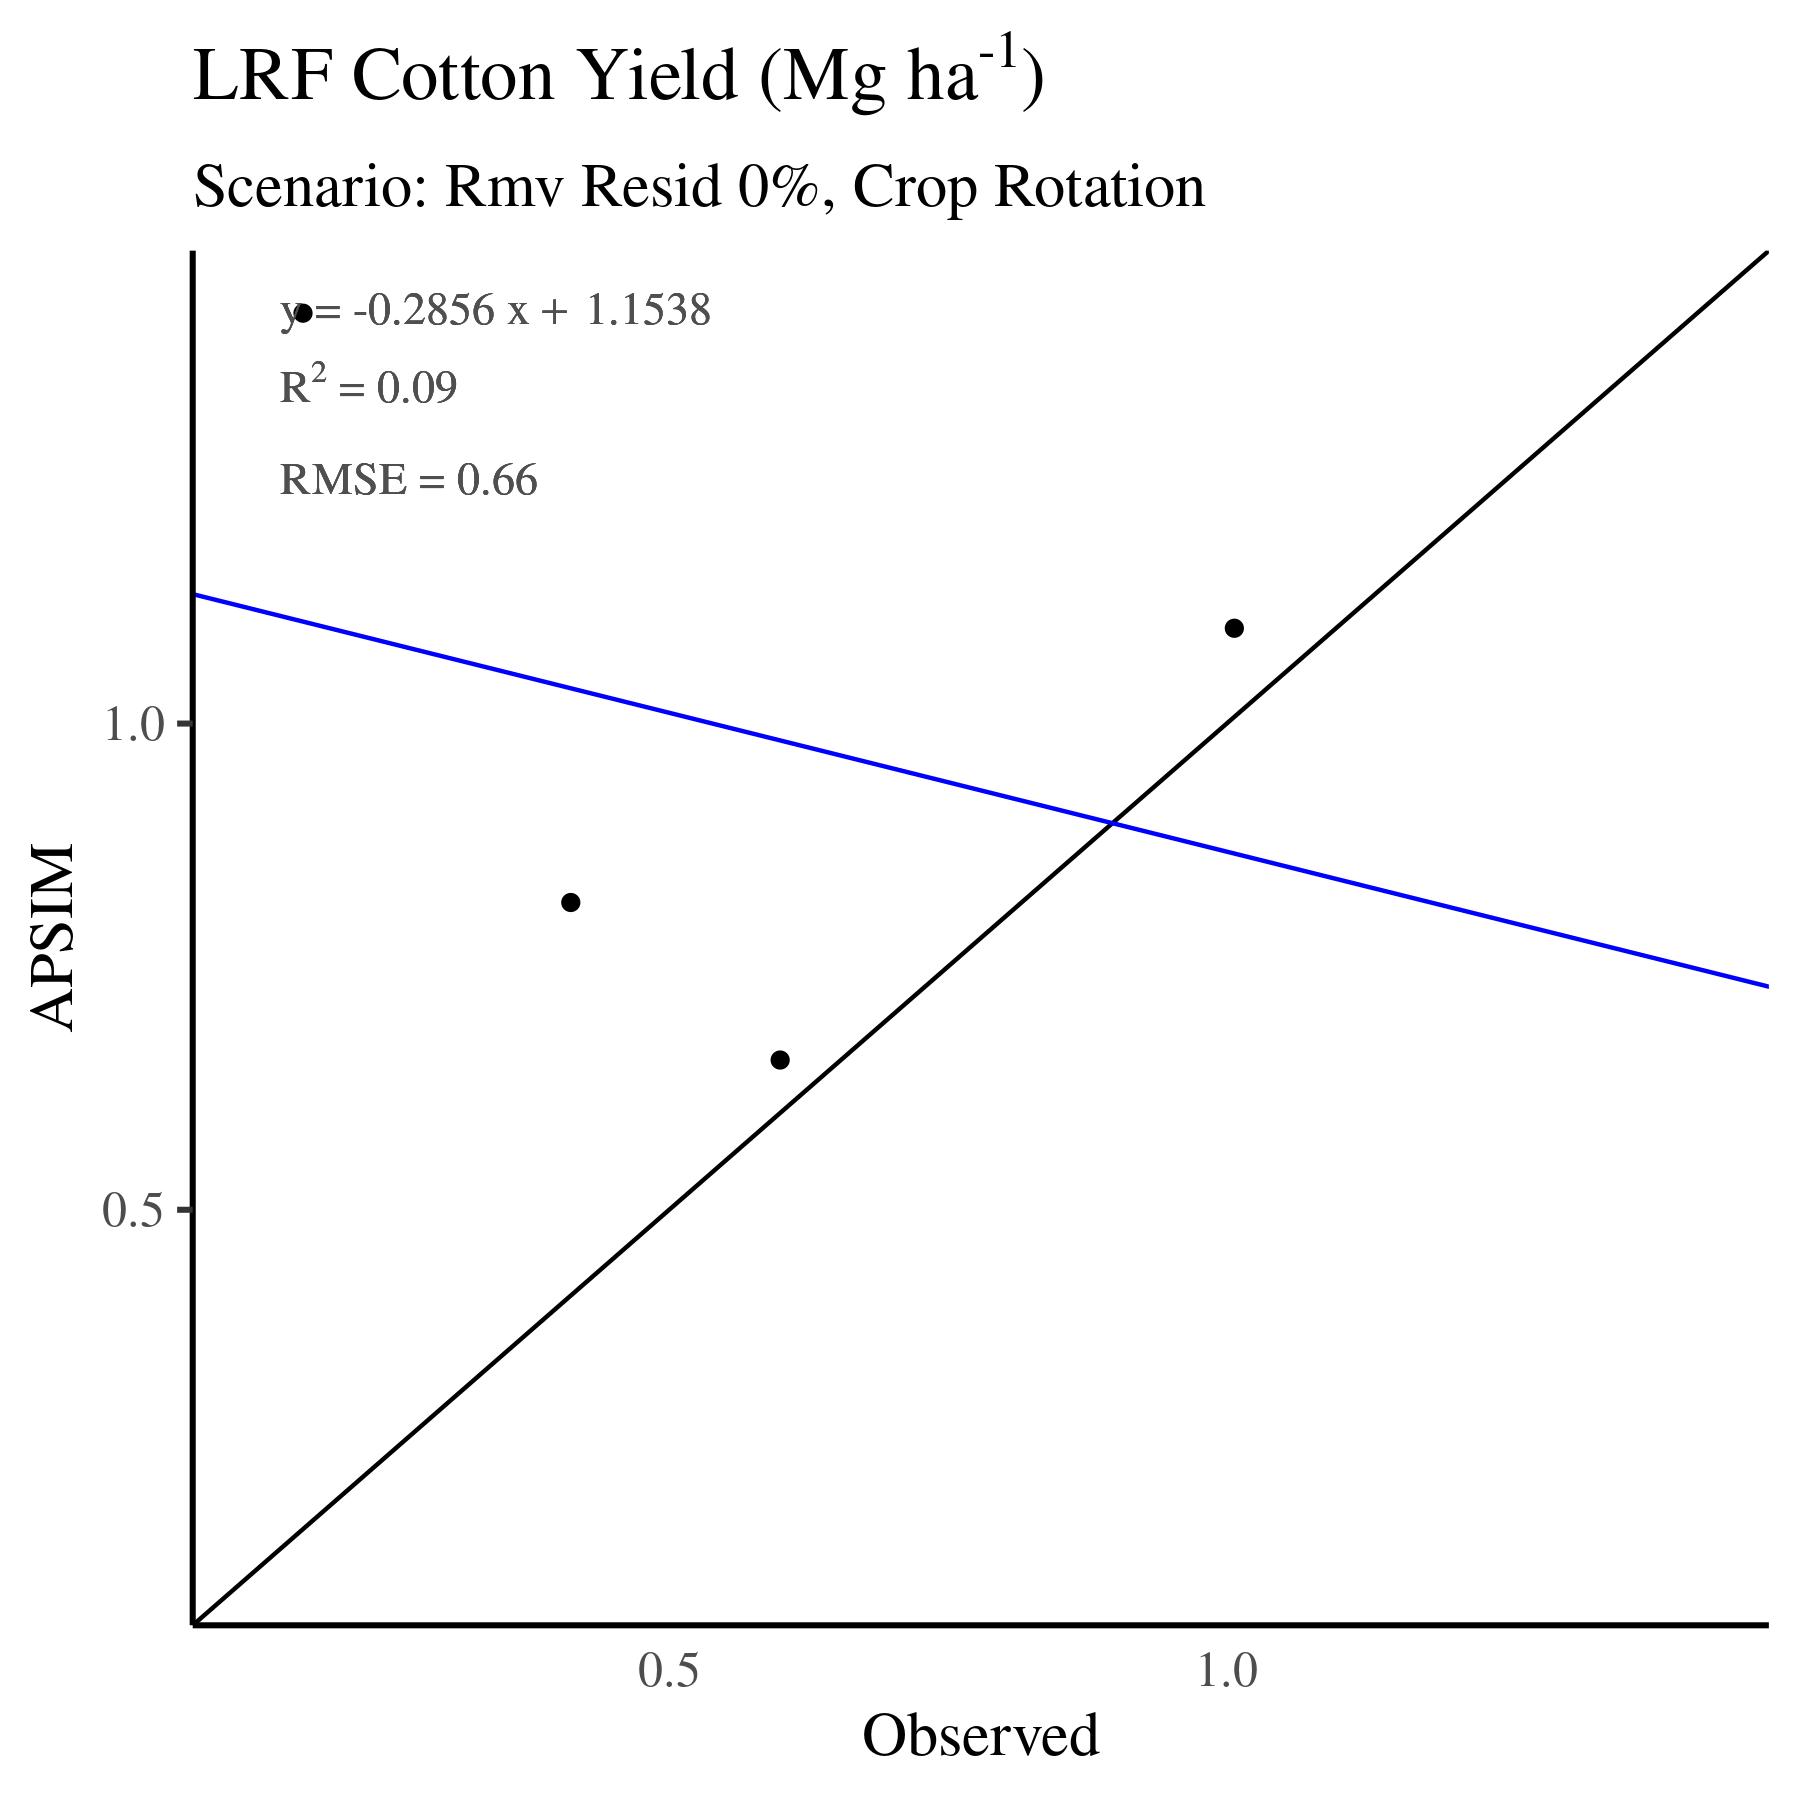 LRF Cotton Yield (Mg ha⁻¹)
Scenario: Rmv Resid 0%, Crop Rotation
y = -0.2856 x + 1.1538
R² = 0.09
RMSE = 0.66
1.0
0.5
APSIM
0.5 1.0
Observed